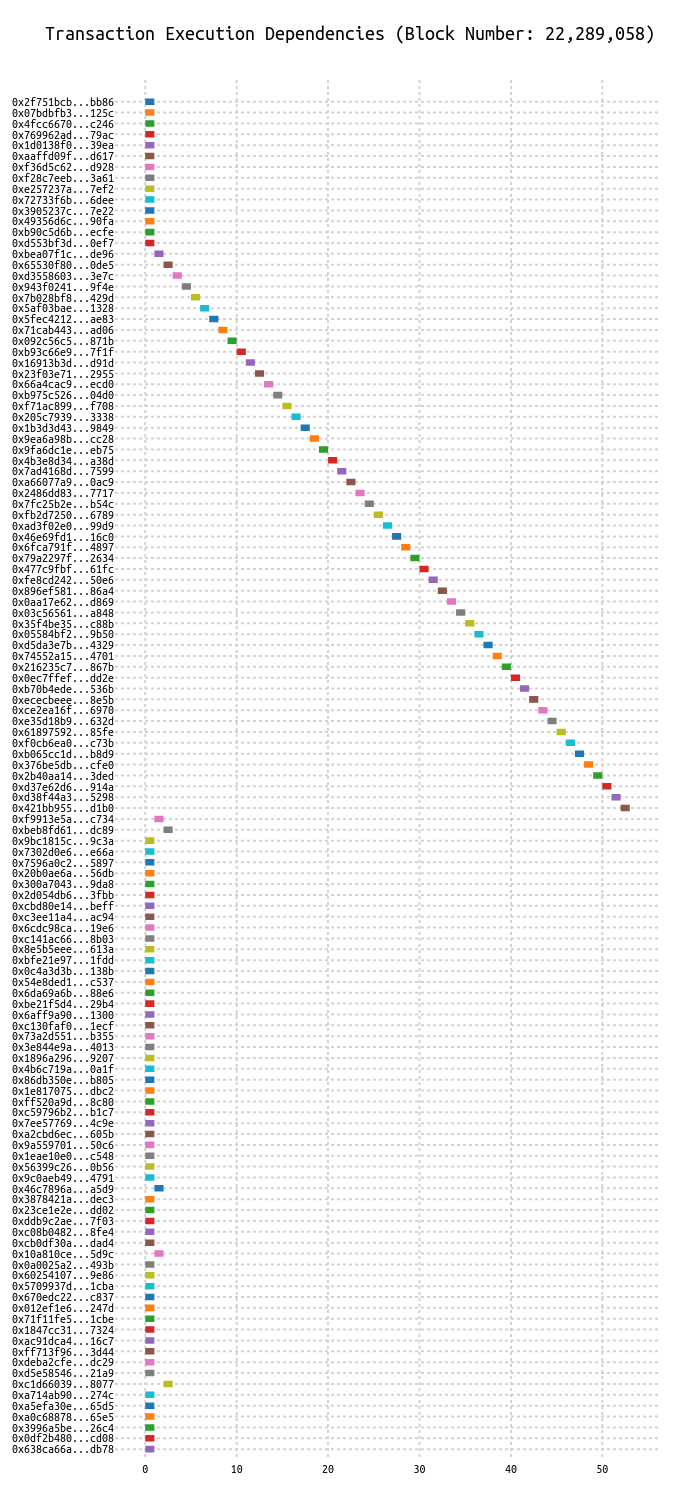 Transaction Execution Dependencies (Block Number: 22,289,058)
0x2f751bcb...bb86
0x07bdbfb3...125c
0x4fcc6670...c246
0x769962ad...79ac
0x1d0138f0...39ea
0xaaffd09f...d617
0xf36d5c62...d928
0xf28c7eeb...3a61
0xe257237a...7ef2
0x72733f6b...6dee
0x3905237c...7e22
0x49356d6c...90fa
0xb90c5d6b...ecfe
0xd553bf3d...0ef7
0xbea07f1c...de96
0x65530f80...0de5
0xd3558603...3e7c
0x943f0241...9f4e
0x7b028bf8...429d
0x5af03bae...1328
0x5fec4212...ae83
0x71cab443...ad06
0x092c56c5...871b
0xb93c66e9...7f1f
0x16913b3d...d91d
0x23f03e71...2955
0x66a4cac9...ecd0
0xb975c526...04d0
0xf71ac899...f708
0x205c7939...3338
0x1b3d3d43...9849
0x9ea6a98b...cc28
0x9fa6dc1e...eb75
0x4b3e8d34...a38d
0x7ad4168d...7599
0xa66077a9...0ac9
0x2486dd83...7717
0x7fc25b2e...b54c
0xfb2d7250...6789
0xad3f02e0...99d9
0x46e69fd1...16c0
0x6fca791f...4897
0x79a2297f...2634
0x477c9fbf...61fc
0xfe8cd242...50e6
0x896ef581...86a4
0x0aa17e62...d869
0x03c56561...a848
0x35f4be35...c88b
0x05584bf2...9b50
0xd5da3e7b...4329
0x74552a15...4701
0x216235c7...867b
0x0ec7ffef...dd2e
0xb70b4ede...536b
0xececbeee...8e5b
0xce2ea16f...6970
0xe35d18b9...632d
0x61897592...85fe
0xf0cb6ea0...c73b
0xb065cc1d...b8d9
0x376be5db...cfe0
0x2b40aa14...3ded
0xd37e62d6...914a
0xd38f44a3...5298
0x421bb955...d1b0
0xf9913e5a...c734
0xbeb8fd61...dc89
0x9bc1815c...9c3a
0x7302d0e6...e66a
0x7596a0c2...5897
0x20b0ae6a...56db
0x300a7043...9da8
0x2d054db6...3fbb
0xcbd80e14...beff
0xc3ee11a4...ac94
0x6cdc98ca...19e6
0xc141ac66...8b03
0x8e5b5eee...613a
0xbfe21e97...1fdd
0x0c4a3d3b...138b
0x54e8ded1...c537
0x6da69a6b...88e6
0xbe21f5d4...29b4
0x6aff9a90...1300
0xc130faf0...1ecf
0x73a2d551...b355
0x3e844e9a...4013
0x1896a296...9207
0x4b6c719a...0a1f
0x86db350e...b805
0x1e817075...dbc2
0xff520a9d...8c80
0xc59796b2...b1c7
0x7ee57769...4c9e
0xa2cbd6ec...605b
0x9a559701...50c6
0x1eae10e0...c548
0x56399c26...0b56
0x9c0aeb49...4791
0x46c7896a...a5d9
0x3878421a...dec3
0x23ce1e2e...dd02
0xddb9c2ae...7f03
0xc08b0482...8fe4
0xcb0df30a...dad4
0x10a810ce...5d9c
0x0a0025a2...493b
0x60254107...9e86
0x5709937d...1cba
0x670edc22...c837
0x012ef1e6...247d
0x71f11fe5...1cbe
0x1847cc31...7324
0xac91dca4...16c7
0xff713f96...3d44
0xdeba2cfe...dc29
0xd5e58546...21a9
0xc1d66039...8077
0xa714ab90...274c
0xa5efa30e...65d5
0xa0c68878...65e5
0x3996a5be...26c4
0x0df2b480...cd08
0x638ca66a...db78
0 10 20 30 40 50